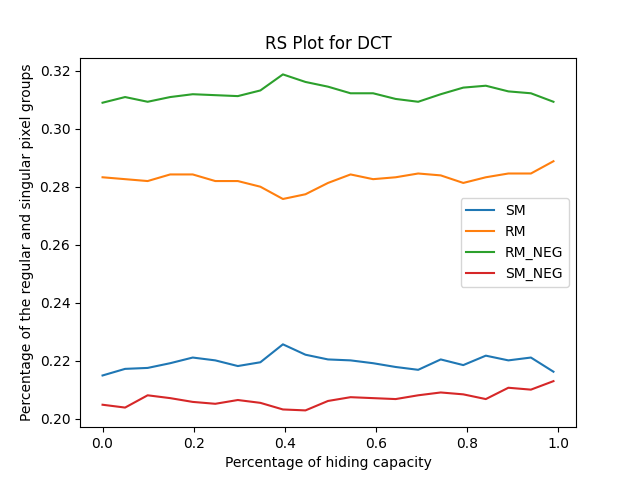 RS Plot for DCT
Percentage of the regular and singular pixel groups
0.32
0.30
0.28
0.26
0.24
0.22
0.20
SM
RM
RM_NEG
SM_NEG
0.0 0.2 0.4 0.6 0.8 1.0
Percentage of hiding capacity